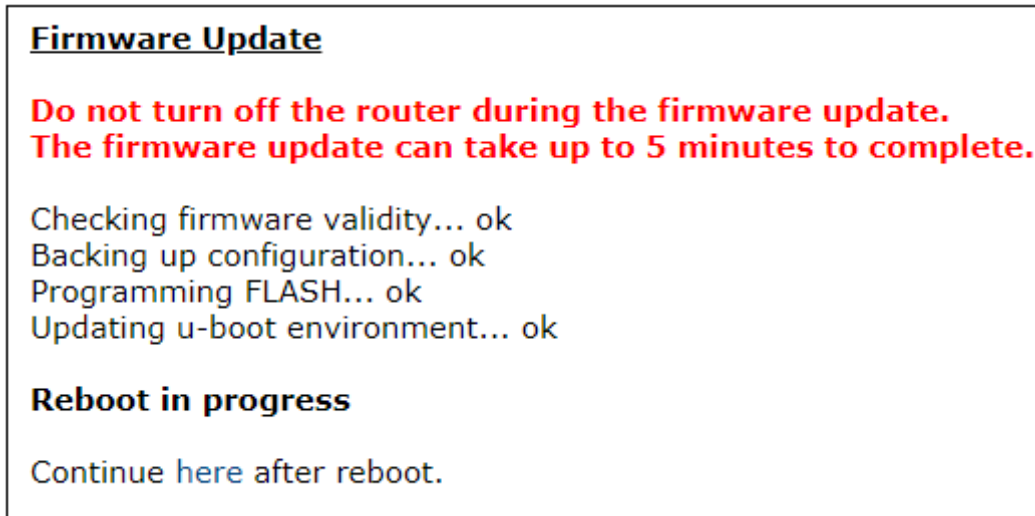 Firmware Update
Do not turn off the router during the firmware update.
The firmware update can take up to 5 minutes to complete.
Checking firmware validity... ok
Backing up configuration... ok
Programming FLASH... ok
Updating u-boot environment... ok
Reboot in progress
Continue here after reboot.